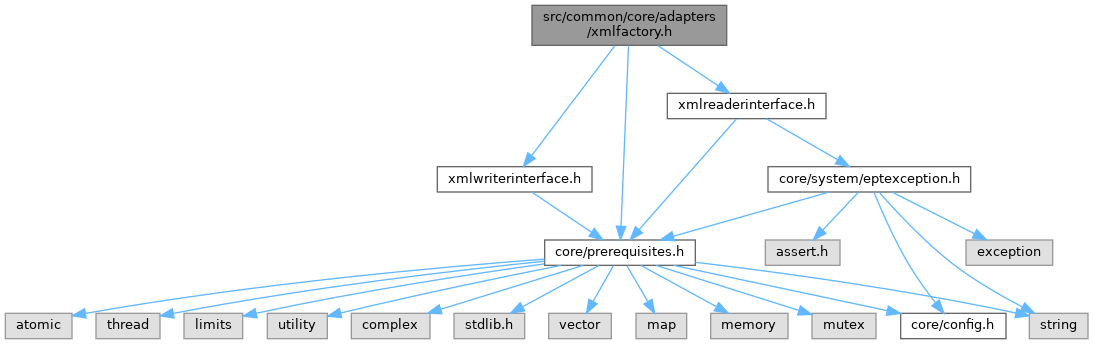 src/common/core/adapters
/xmlfactory.h
xmlreaderinterface.h
xmlwriterinterface.h
core/system/eptexception.h
core/prerequisites.h
assert.h
exception
atomic
thread
limits
utility
complex
stdlib.h
vector
map
memory
mutex
core/config.h
string